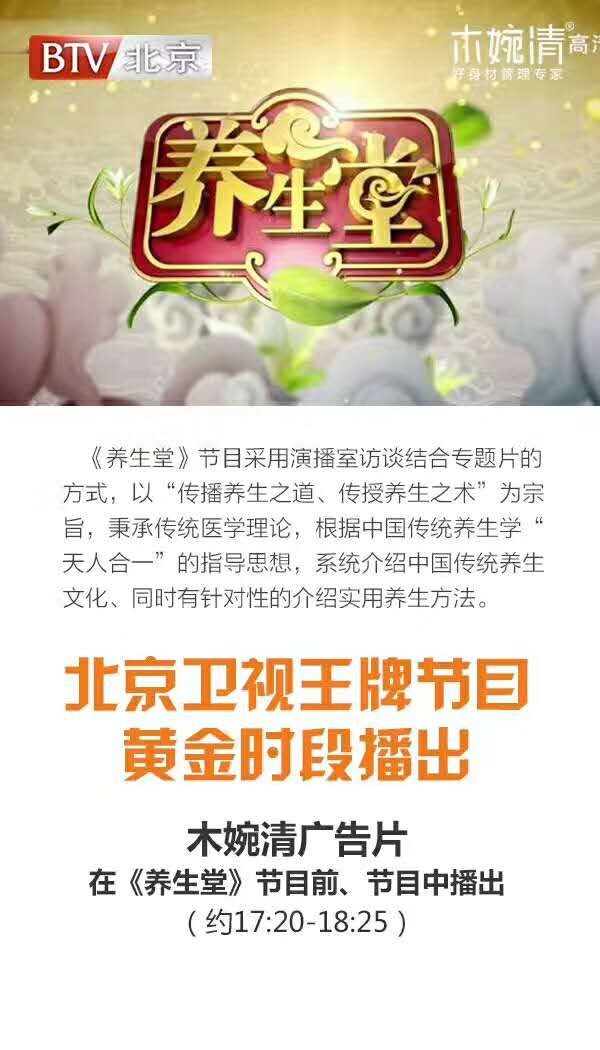 BTV 北京
木婉清®
高清
好身材管理专家
养生堂
《养生堂》节目采用演播室访谈结合专题片的
方式，以“传播养生之道、传授养生之术”为宗
旨，秉承传统医学理论，根据中国传统养生学“
天人合一”的指导思想，系统介绍中国传统养生
文化、同时有针对性的介绍实用养生方法。
北京卫视王牌节目
黄金时段播出
木婉清广告片
在《养生堂》节目前、节目中播出
（约17:20-18:25）